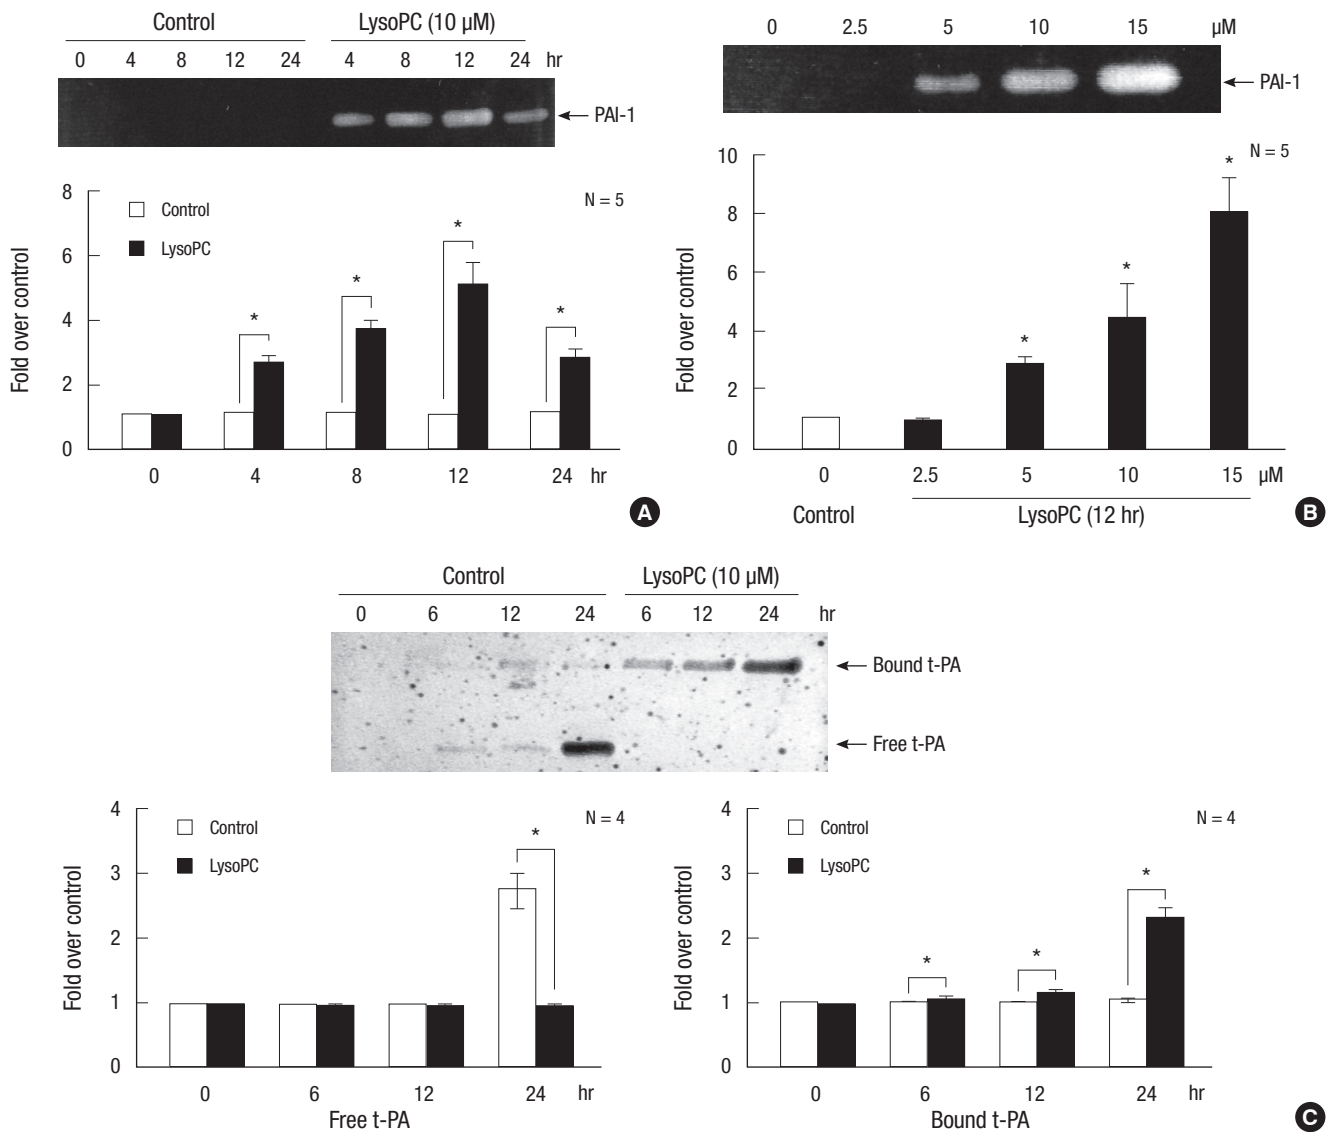 Control LysoPC (10 µM)
0 4 8 12 24 4 8 12 24 hr
PAI-1
8
6
4
2
0
Fold over control
Control
LysoPC
N = 5
* * * *
0 4 8 12 24 hr
A
0 2.5 5 10 15 µM
PAI-1
10
8
6
4
2
0
Fold over control
N = 5
* * * *
0 2.5 5 10 15 µM
Control LysoPC (12 hr)
B
Control LysoPC (10 µM)
0 6 12 24 6 12 24 hr
Bound t-PA
Free t-PA
4
3
2
1
0
Fold over control
Control
LysoPC
N = 4
*
0 6 12 24 hr
Free t-PA
4
3
2
1
0
Fold over control
Control
LysoPC
N = 4
* * *
0 6 12 24 hr
Bound t-PA
C